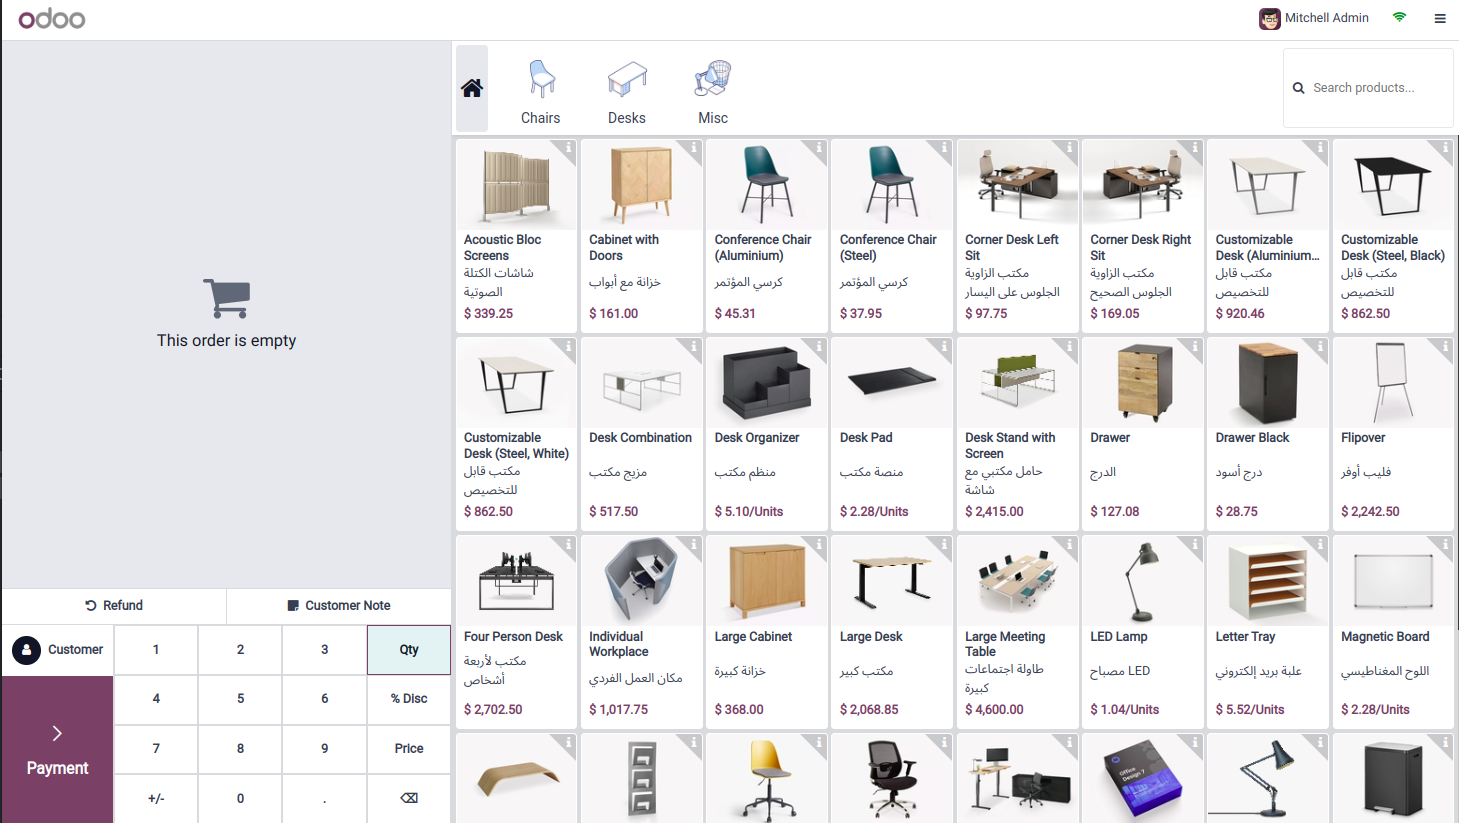 odoo
Mitchell Admin
Chairs
Desks
Misc
Search products...
This order is empty
Refund
Customer Note
Customer
1
2
3
Qty
4
5
6
% Disc
7
8
9
Price
+/-
0
.
Payment
Acoustic Bloc
Screens
شاشات الكتلة
الصوتية
$ 339.25
Cabinet with
Doors
خزانة مع أبواب
$ 161.00
Conference Chair
(Aluminium)
كرسي المؤتمر
$ 45.31
Conference Chair
(Steel)
كرسي المؤتمر
$ 37.95
Corner Desk Left
Sit
مكتب الزاوية
الجلوس على اليسار
$ 97.75
Corner Desk Right
Sit
مكتب الزاوية
الجلوس الصحيح
$ 169.05
Customizable
Desk (Aluminium...
مكتب قابل
للتخصيص
$ 920.46
Customizable
Desk (Steel, Black)
مكتب قابل
للتخصيص
$ 862.50
Customizable
Desk (Steel, White)
مكتب قابل
للتخصيص
$ 862.50
Desk Combination
مزيج مكتب
$ 517.50
Desk Organizer
منظم مكتب
$ 5.10/Units
Desk Pad
منصة مكتب
$ 2.28/Units
Desk Stand with
Screen
حامل مكتبي مع
شاشة
$ 2,415.00
Drawer
الدرج
$ 127.08
Drawer Black
درج أسود
$ 28.75
Flipover
فليب أوفر
$ 2,242.50
Four Person Desk
مكتب لأربعة
أشخاص
$ 2,702.50
Individual
Workplace
مكان العمل الفردي
$ 1,017.75
Large Cabinet
خزانة كبيرة
$ 368.00
Large Desk
مكتب كبير
$ 2,068.85
Large Meeting
Table
طاولة اجتماعات
كبيرة
$ 4,600.00
LED Lamp
LED مصباح
$ 1.04/Units
Letter Tray
علبة بريد إلكتروني
$ 5.52/Units
Magnetic Board
اللوح المغناطيسي
$ 2.28/Units
Office
Design 7